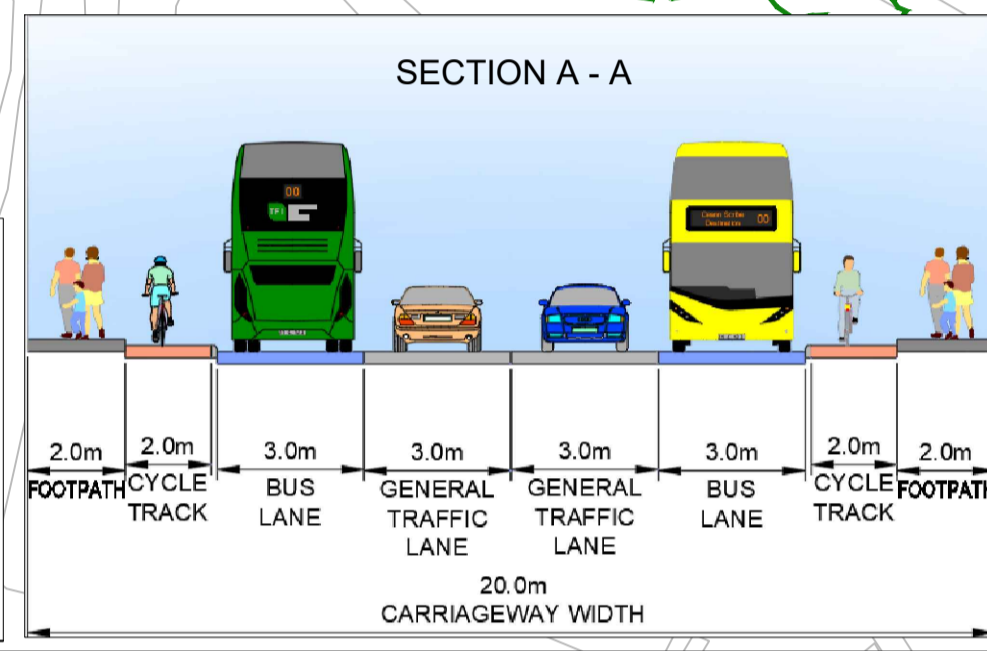 SECTION A - A
00
TFI
00
2.0m
FOOTPATH
2.0m
CYCLE
TRACK
3.0m
BUS
LANE
3.0m
GENERAL
TRAFFIC
LANE
3.0m
GENERAL
TRAFFIC
LANE
3.0m
BUS
LANE
2.0m
CYCLE
TRACK
2.0m
FOOTPATH
20.0m
CARRIAGEWAY WIDTH